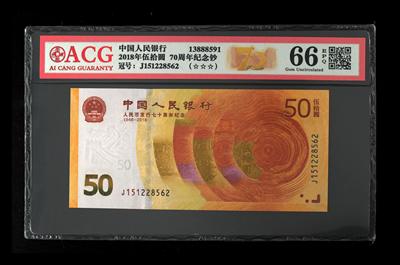 ACG
AI CANG GUARANTY
中国人民银行 13888591
2018年伍拾圆 70周年纪念钞
冠号: J151228562 (☆☆☆)
70
66 EPQ
Gem Uncirculated
中国人民银行
人民币发行七十周年纪念
1948-2018
50 伍拾圆
50
50
J151228562
J151228562